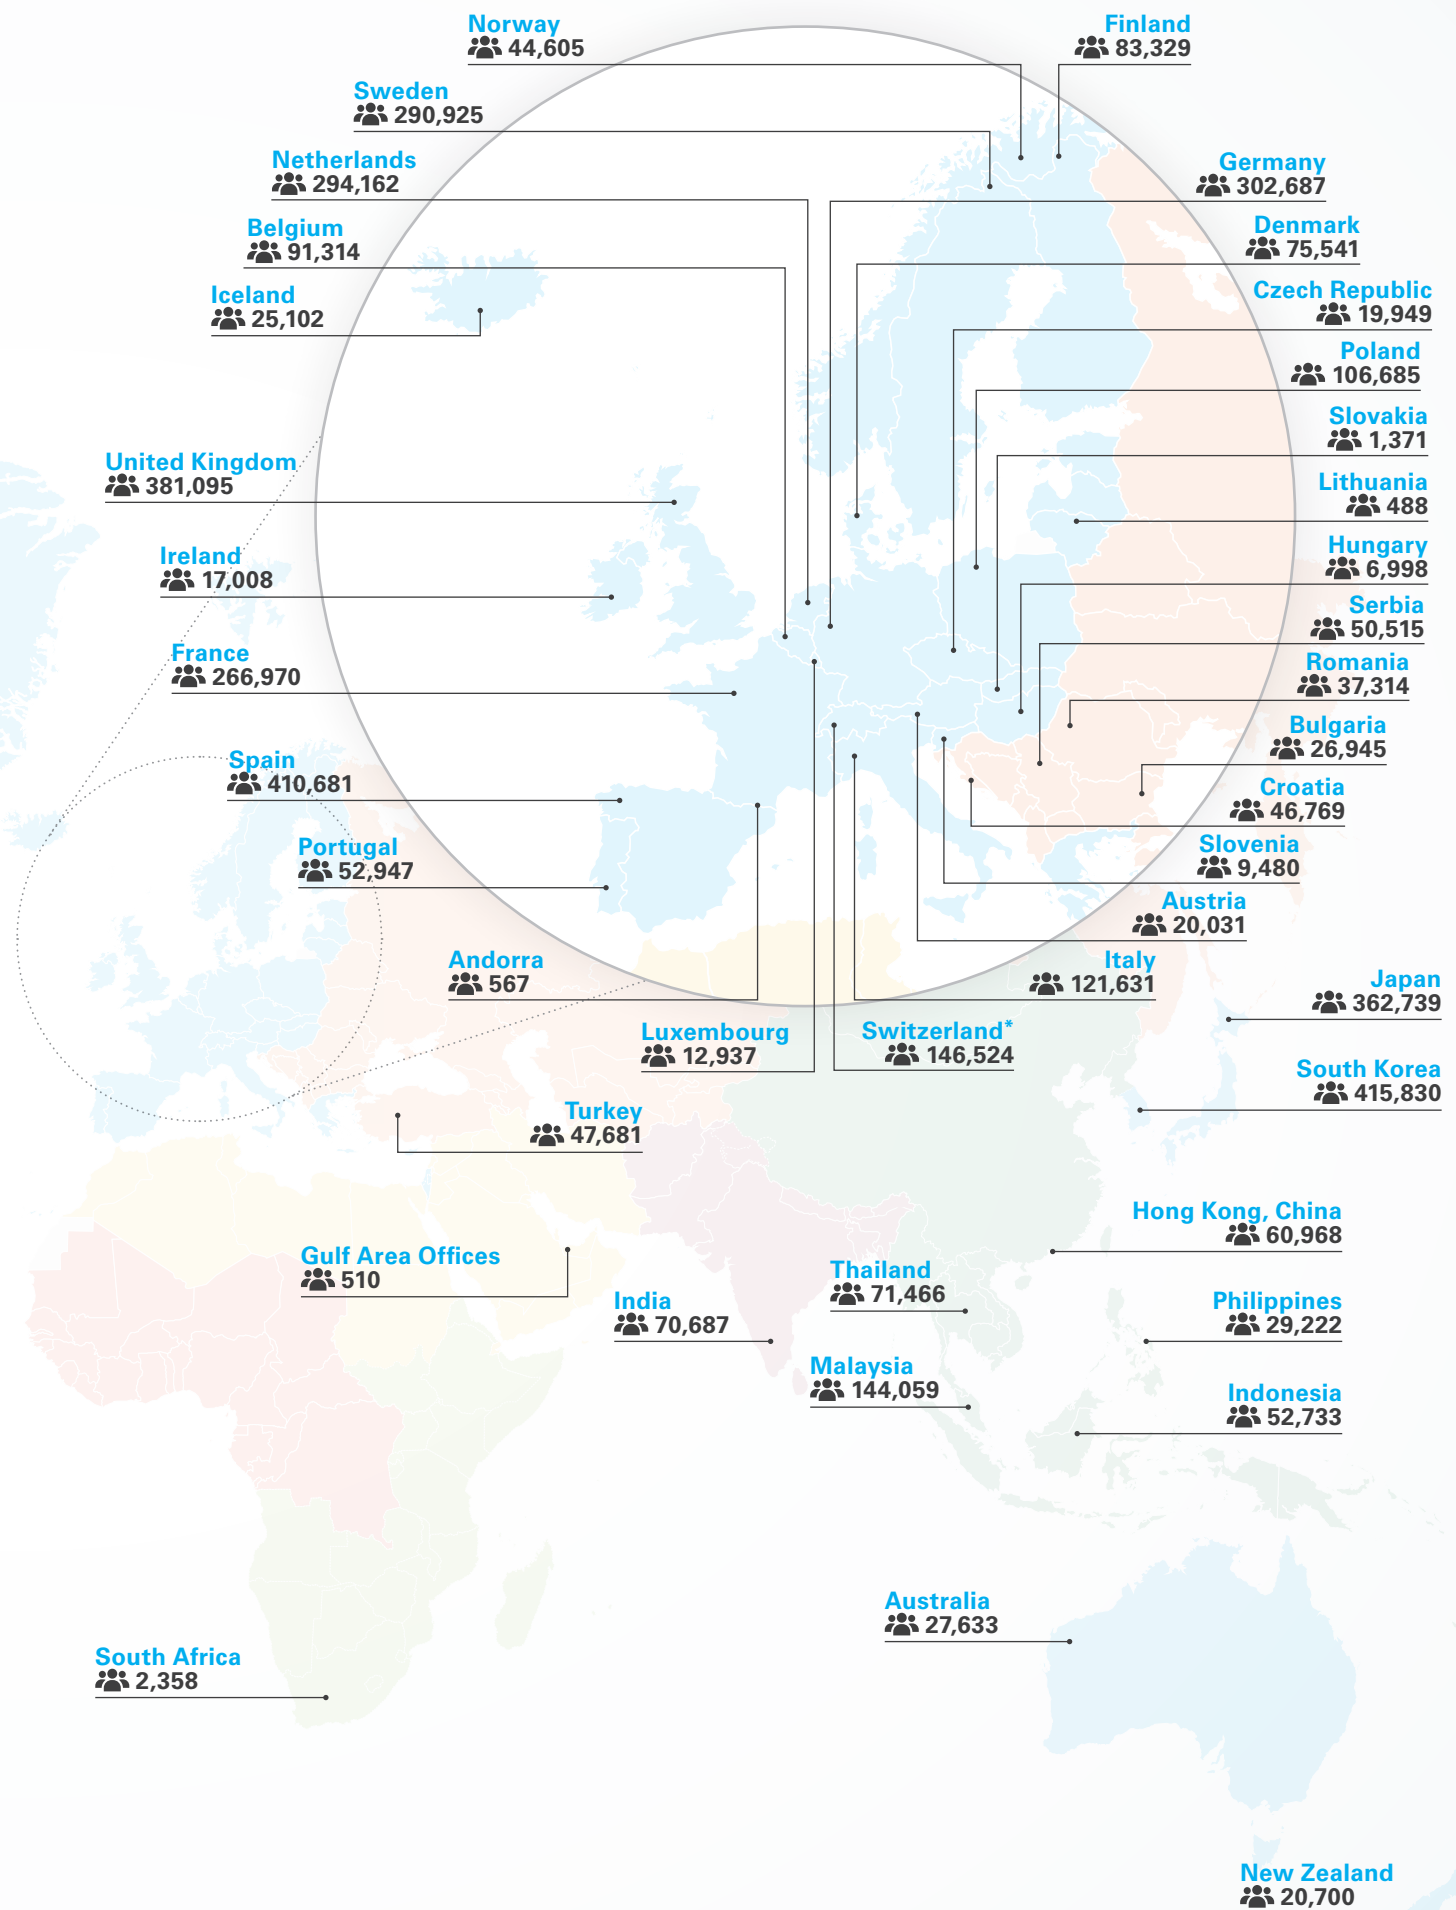 Norway
44,605
Finland
83,329
Sweden
290,925
Netherlands
294,162
Germany
302,687
Belgium
91,314
Denmark
75,541
Iceland
25,102
Czech Republic
19,949
Poland
106,685
Slovakia
1,371
United Kingdom
381,095
Lithuania
488
Ireland
17,008
Hungary
6,998
Serbia
50,515
France
266,970
Romania
37,314
Bulgaria
26,945
Spain
410,681
Croatia
46,769
Portugal
52,947
Slovenia
9,480
Austria
20,031
Andorra
567
Italy
121,631
Japan
362,739
Luxembourg
12,937
Switzerland*
146,524
South Korea
415,830
Turkey
47,681
Hong Kong, China
60,968
Gulf Area Offices
510
Thailand
71,466
India
70,687
Philippines
29,222
Malaysia
144,059
Indonesia
52,733
Australia
27,633
South Africa
2,358
New Zealand
20,700